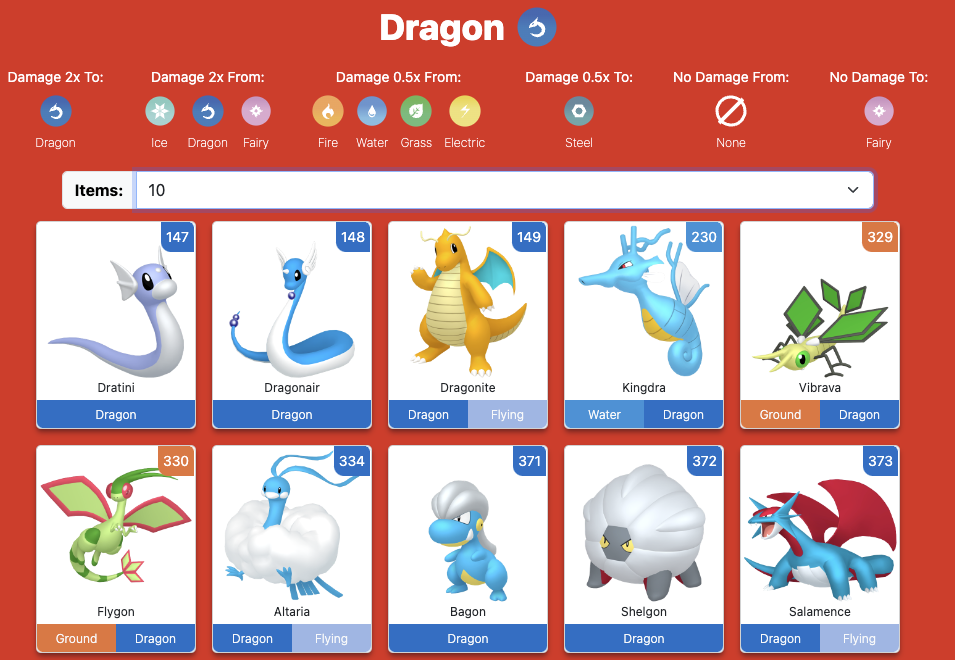 Dragon
Damage 2x To: Damage 2x From: Damage 0.5x From: Damage 0.5x To: No Damage From: No Damage To:
Dragon Ice Dragon Fairy Fire Water Grass Electric Steel None Fairy
Items: 10
147 148 149 230 329
Dratini Dragonair Dragonite Kingdra Vibrava
Dragon Dragon Dragon Flying Water Dragon Ground Dragon
330 334 371 372 373
Flygon Altaria Bagon Shelgon Salamence
Ground Dragon Dragon Flying Dragon Dragon Dragon Flying